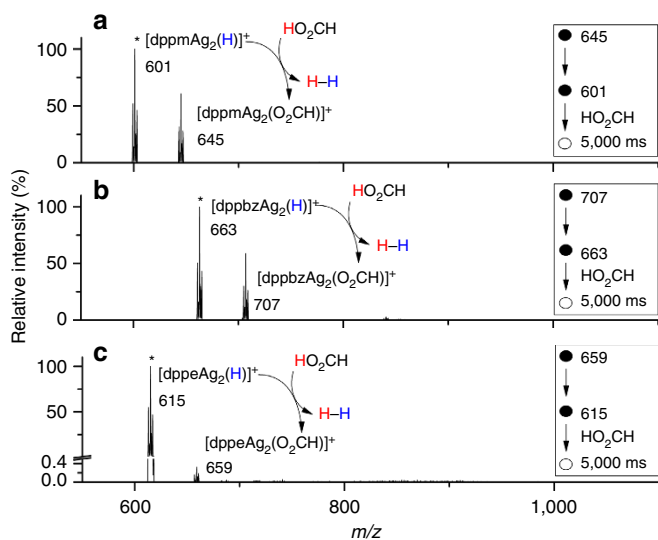 a
* [dppmAg₂(H)]⁺
601
HO₂CH
H–H
[dppmAg₂(O₂CH)]⁺
645
100
50
0
645
601
HO₂CH
5,000 ms
b
* [dppbzAg₂(H)]⁺
663
HO₂CH
H–H
[dppbzAg₂(O₂CH)]⁺
707
100
50
0
707
663
HO₂CH
5,000 ms
c
* [dppeAg₂(H)]⁺
615
HO₂CH
H–H
[dppeAg₂(O₂CH)]⁺
659
100
50
0.4
0.0
659
615
HO₂CH
5,000 ms
Relative intensity (%)
600 800 1,000
m/z